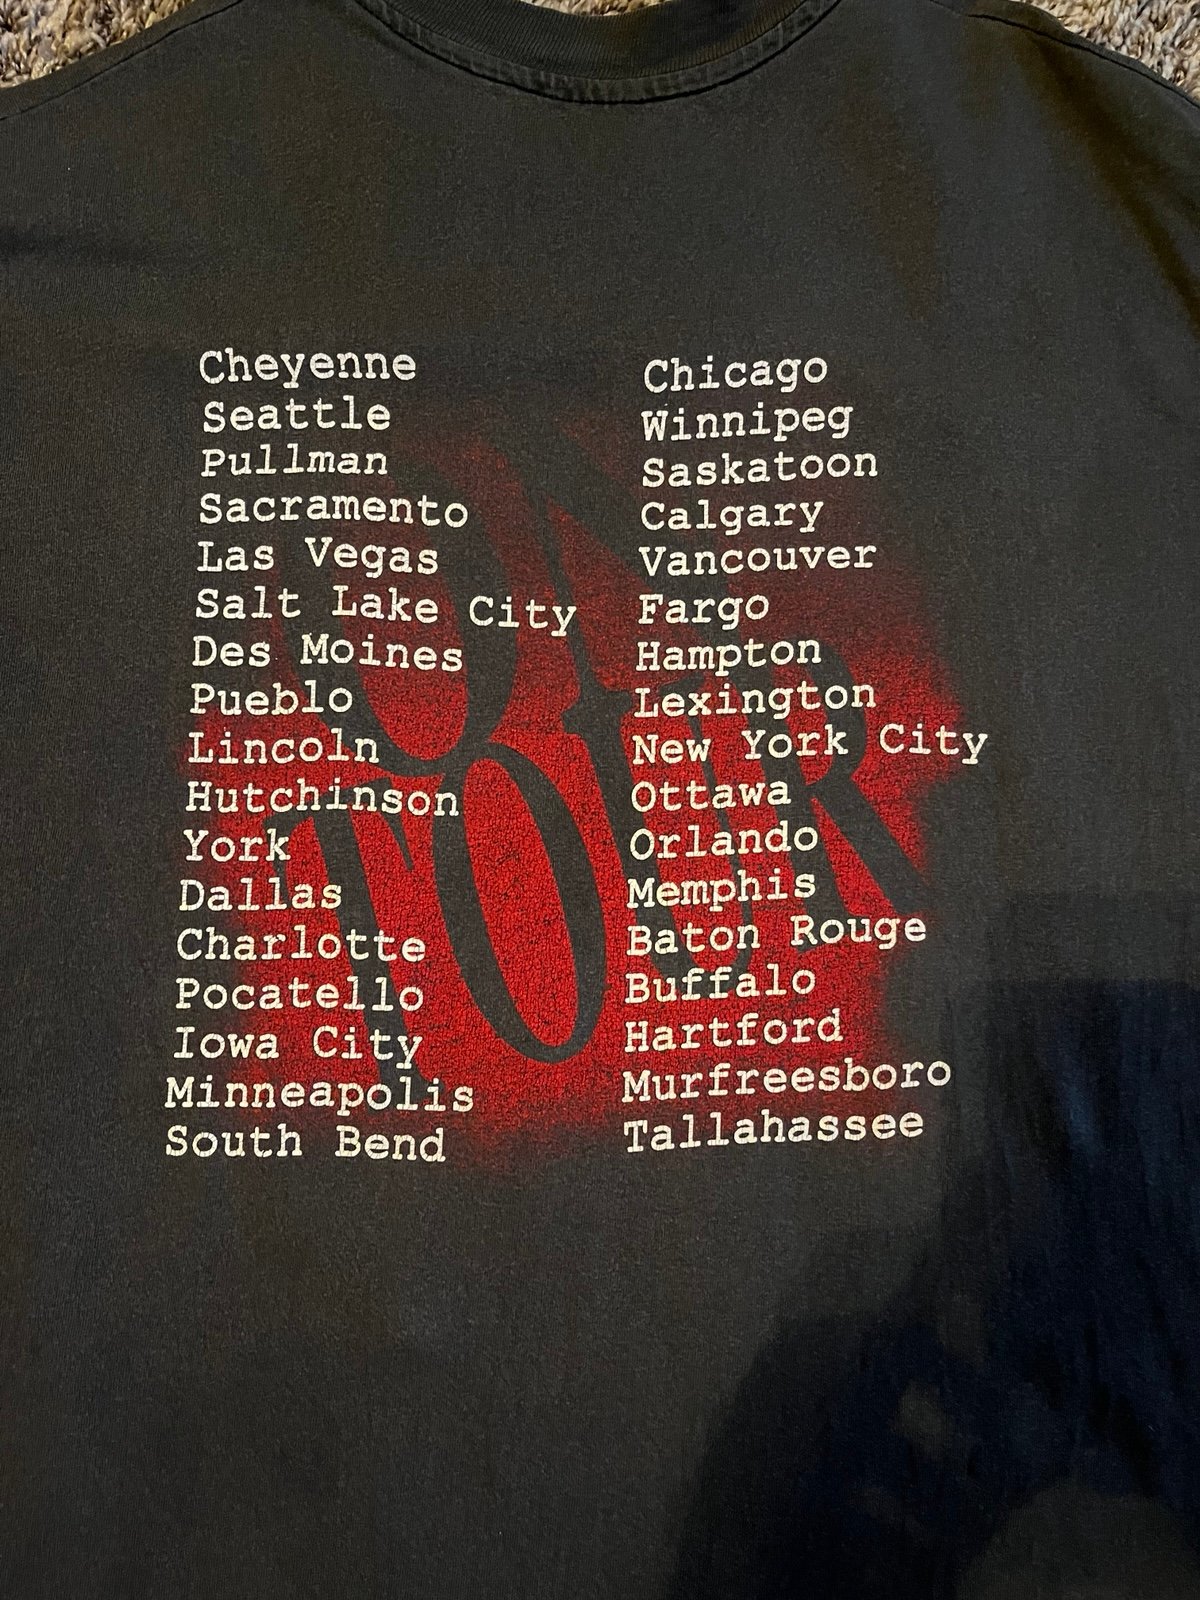 Cheyenne
Seattle
Pullman
Sacramento
Las Vegas
Salt Lake City
Des Moines
Pueblo
Lincoln
Hutchinson
York
Dallas
Charlotte
Pocatello
Iowa City
Minneapolis
South Bend
Chicago
Winnipeg
Saskatoon
Calgary
Vancouver
Fargo
Hampton
Lexington
New York City
Ottawa
Orlando
Memphis
Baton Rouge
Buffalo
Hartford
Murfreesboro
Tallahassee
ON
TOUR